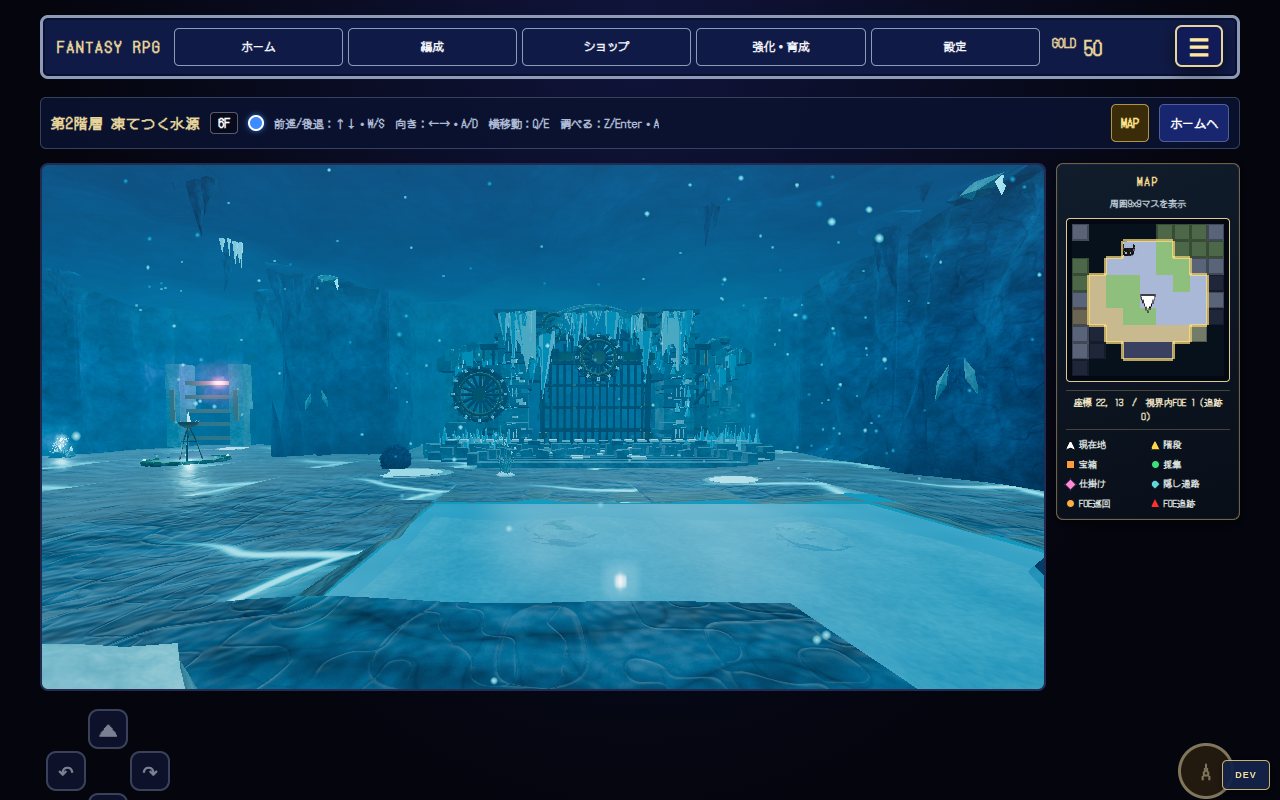 FANTASY RPG
ホーム
編成
ショップ
強化・育成
設定
GOLD 50
第2階層 凍てつく水源
6F
前進/後退:↑↓・W/S 向き:←→・A/D 横移動:Q/E 調べる:Z/Enter・A
MAP
ホームへ
MAP
周囲9x9マスを表示
座標 22, 13 / 視界内FOE 1 (追跡
0)
現在地
階段
宝箱
採集
仕掛け
隠し通路
FOE巡回
FOE追跡
A
DEV